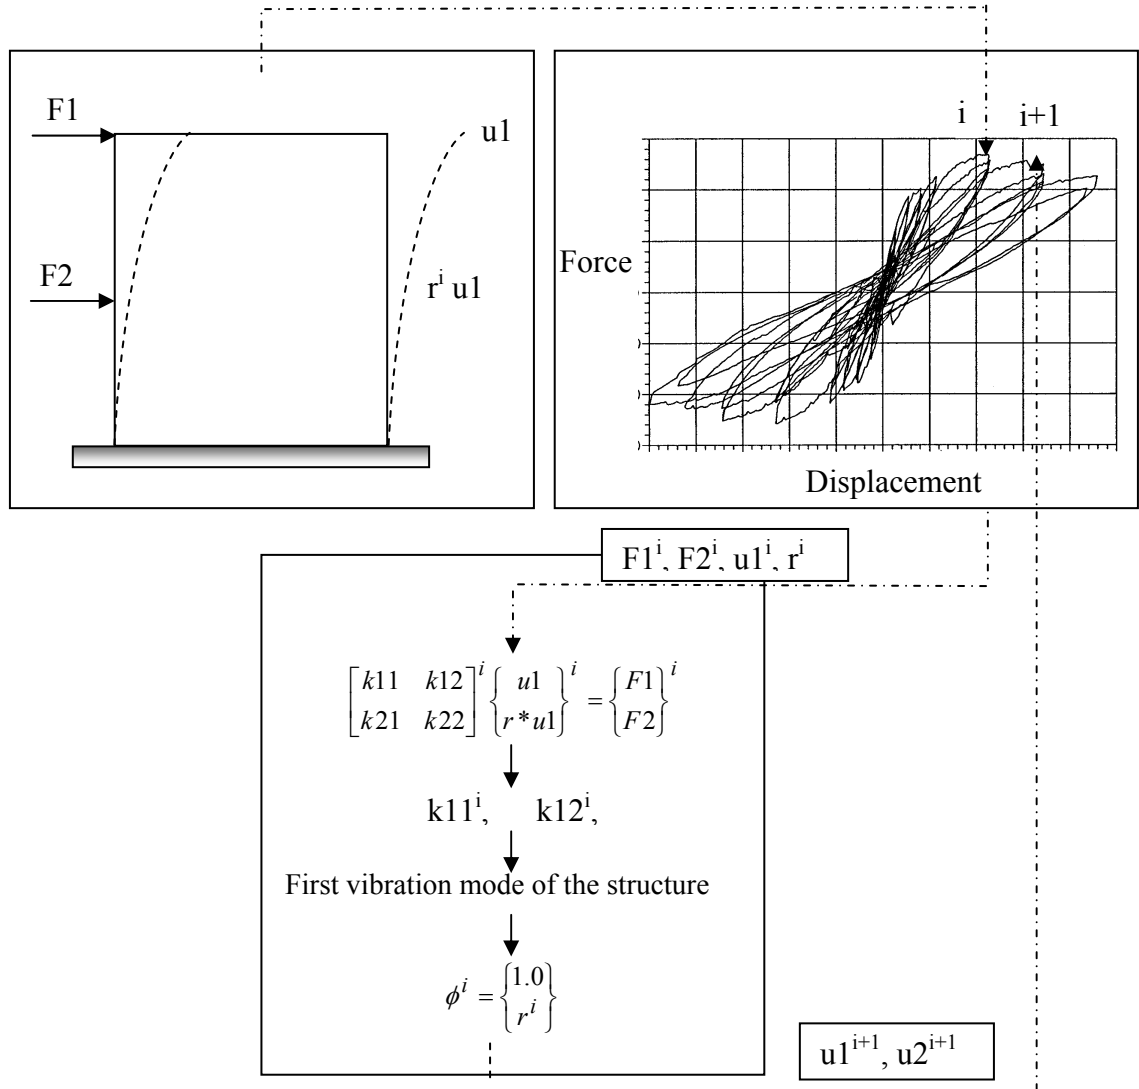 F1
u1
F2
r^i u1
i
i+1
Force
Displacement
F1^i, F2^i, u1^i, r^i
[k11 k12; k21 k22]^i {u1; r*u1}^i = {F1; F2}^i
k11^i, k12^i,
First vibration mode of the structure
ϕ^i = {1.0; r^i}
u1^{i+1}, u2^{i+1}